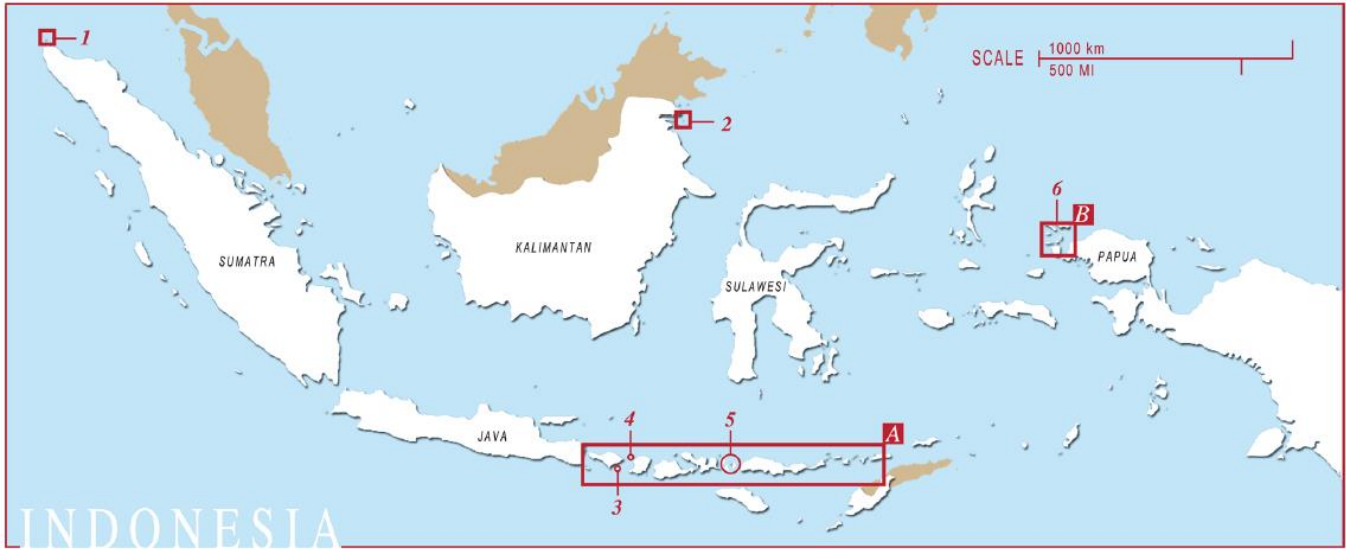 1
SCALE
1000 km
500 MI
2
6
B
KALIMANTAN
SUMATRA
PAPUA
SULAWESI
4
5
A
JAVA
3
INDONESIA